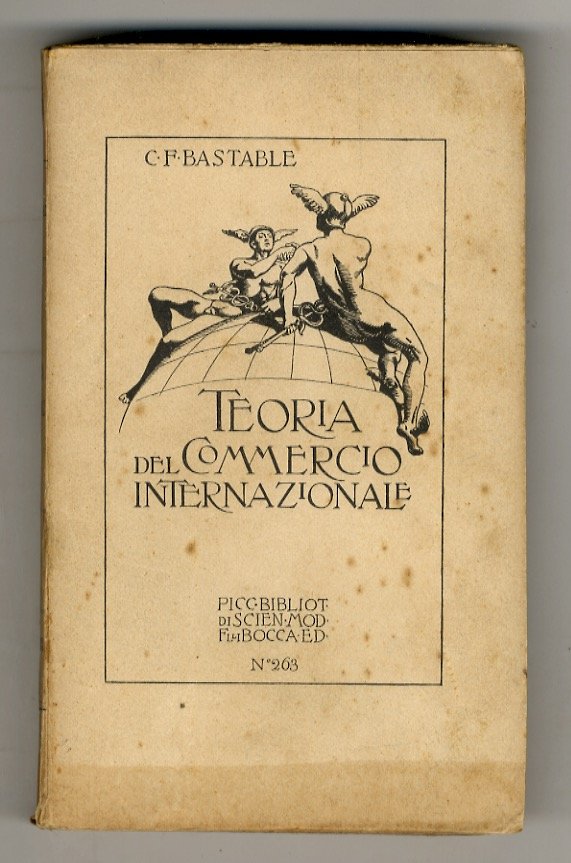 C·F·BASTABLE
TEORIA
DEL COMMERCIO
INTERNAZIONALE
PICC·BIBLIOT·
DI SCIEN·MOD·
F.LLI BOCCA·ED·
N°263